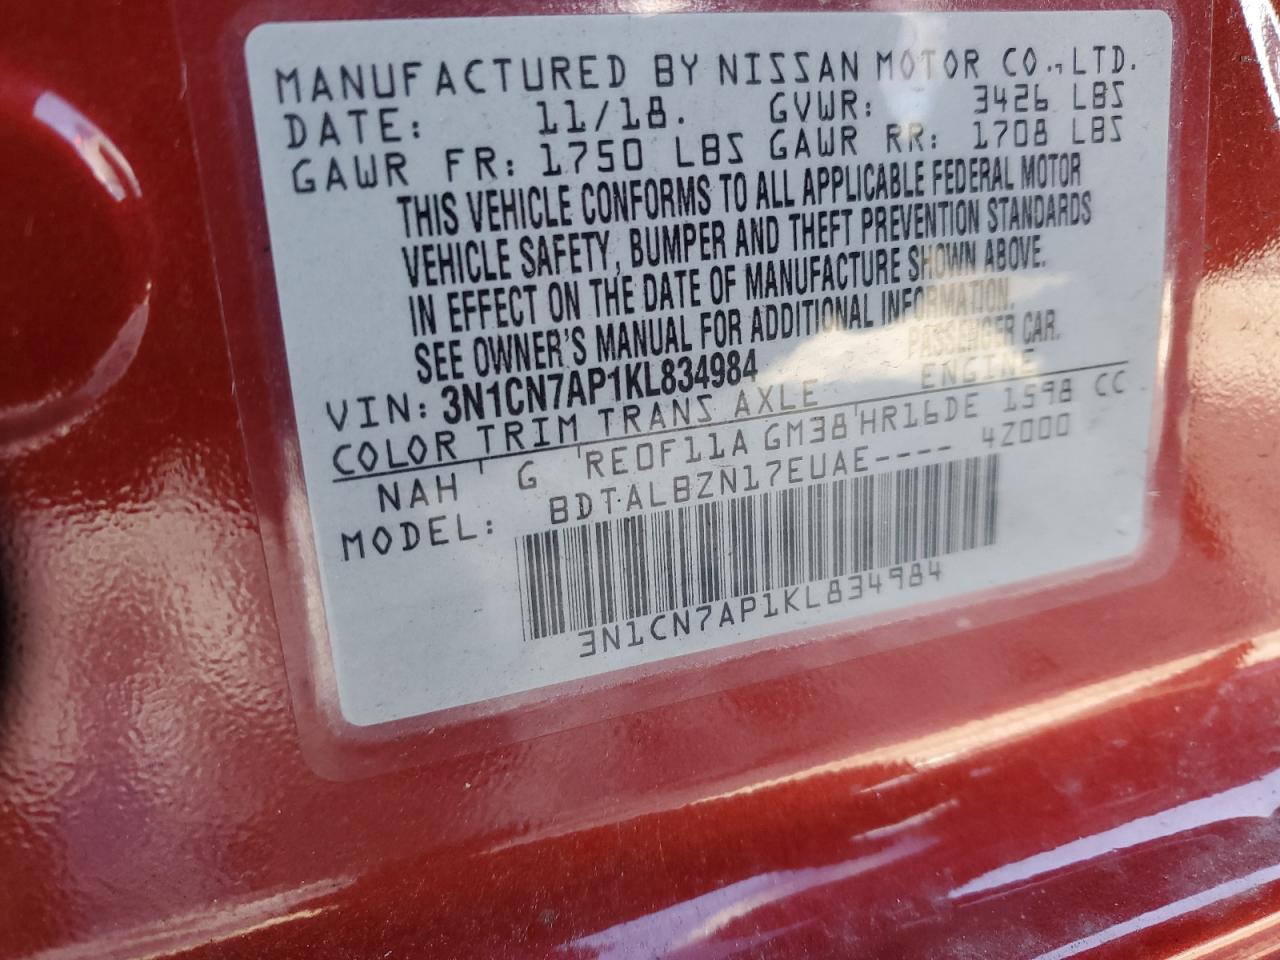 MANUFACTURED BY NISSAN MOTOR CO.,LTD.
DATE: 11/18. GVWR: 3426 LBS
GAWR FR: 1750 LBS GAWR RR: 1708 LBS
THIS VEHICLE CONFORMS TO ALL APPLICABLE FEDERAL MOTOR
VEHICLE SAFETY, BUMPER AND THEFT PREVENTION STANDARDS
IN EFFECT ON THE DATE OF MANUFACTURE SHOWN ABOVE.
SEE OWNER'S MANUAL FOR ADDITIONAL INFORMATION.
VIN: 3N1CN7AP1KL834984 PASSENGER CAR.
COLOR TRIM TRANS AXLE ENGINE
NAH G RE0F11A GM38 HR16DE 1598 CC
MODEL: BDTALBZN17EUAE---- 4Z000
3N1CN7AP1KL834984